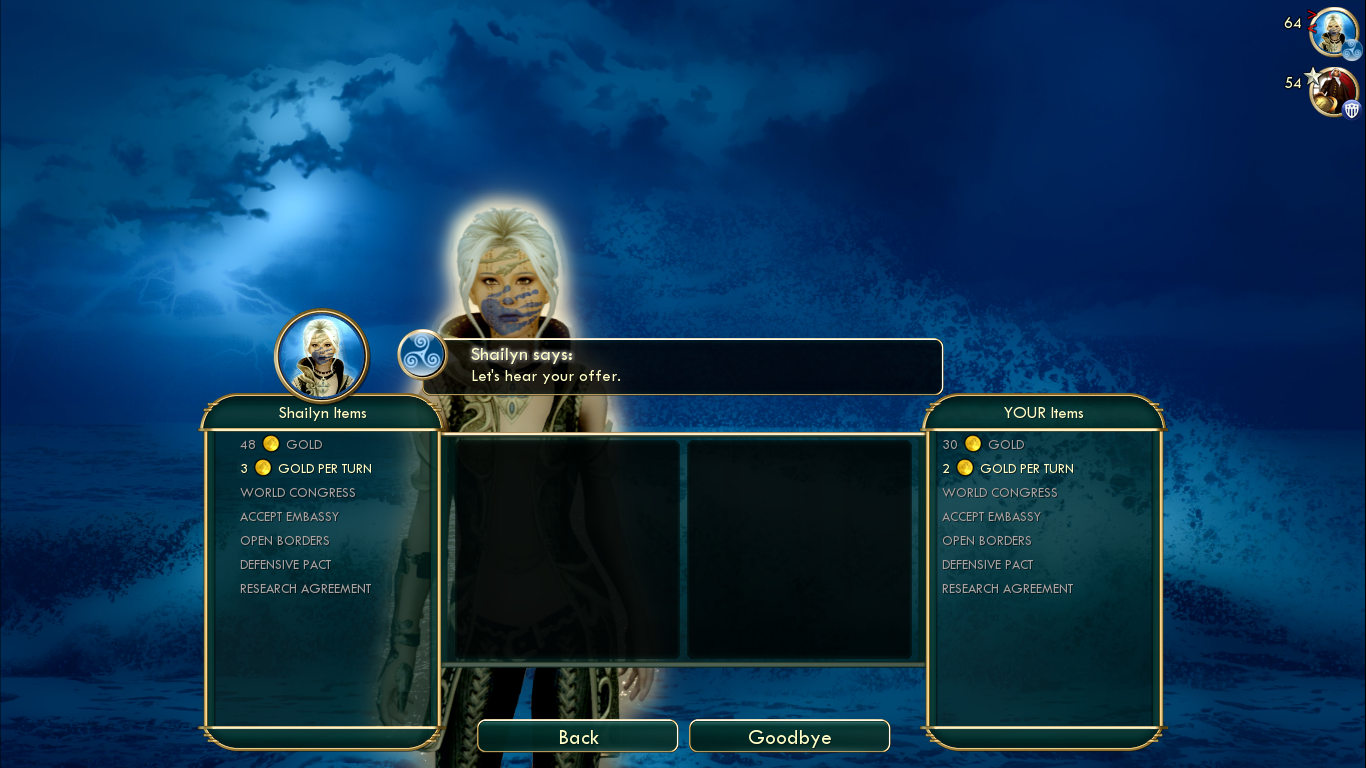 64
54
Shailyn says:
Let's hear your offer.
Shailyn Items
48 GOLD
3 GOLD PER TURN
WORLD CONGRESS
ACCEPT EMBASSY
OPEN BORDERS
DEFENSIVE PACT
RESEARCH AGREEMENT
YOUR Items
30 GOLD
2 GOLD PER TURN
WORLD CONGRESS
ACCEPT EMBASSY
OPEN BORDERS
DEFENSIVE PACT
RESEARCH AGREEMENT
Back
Goodbye